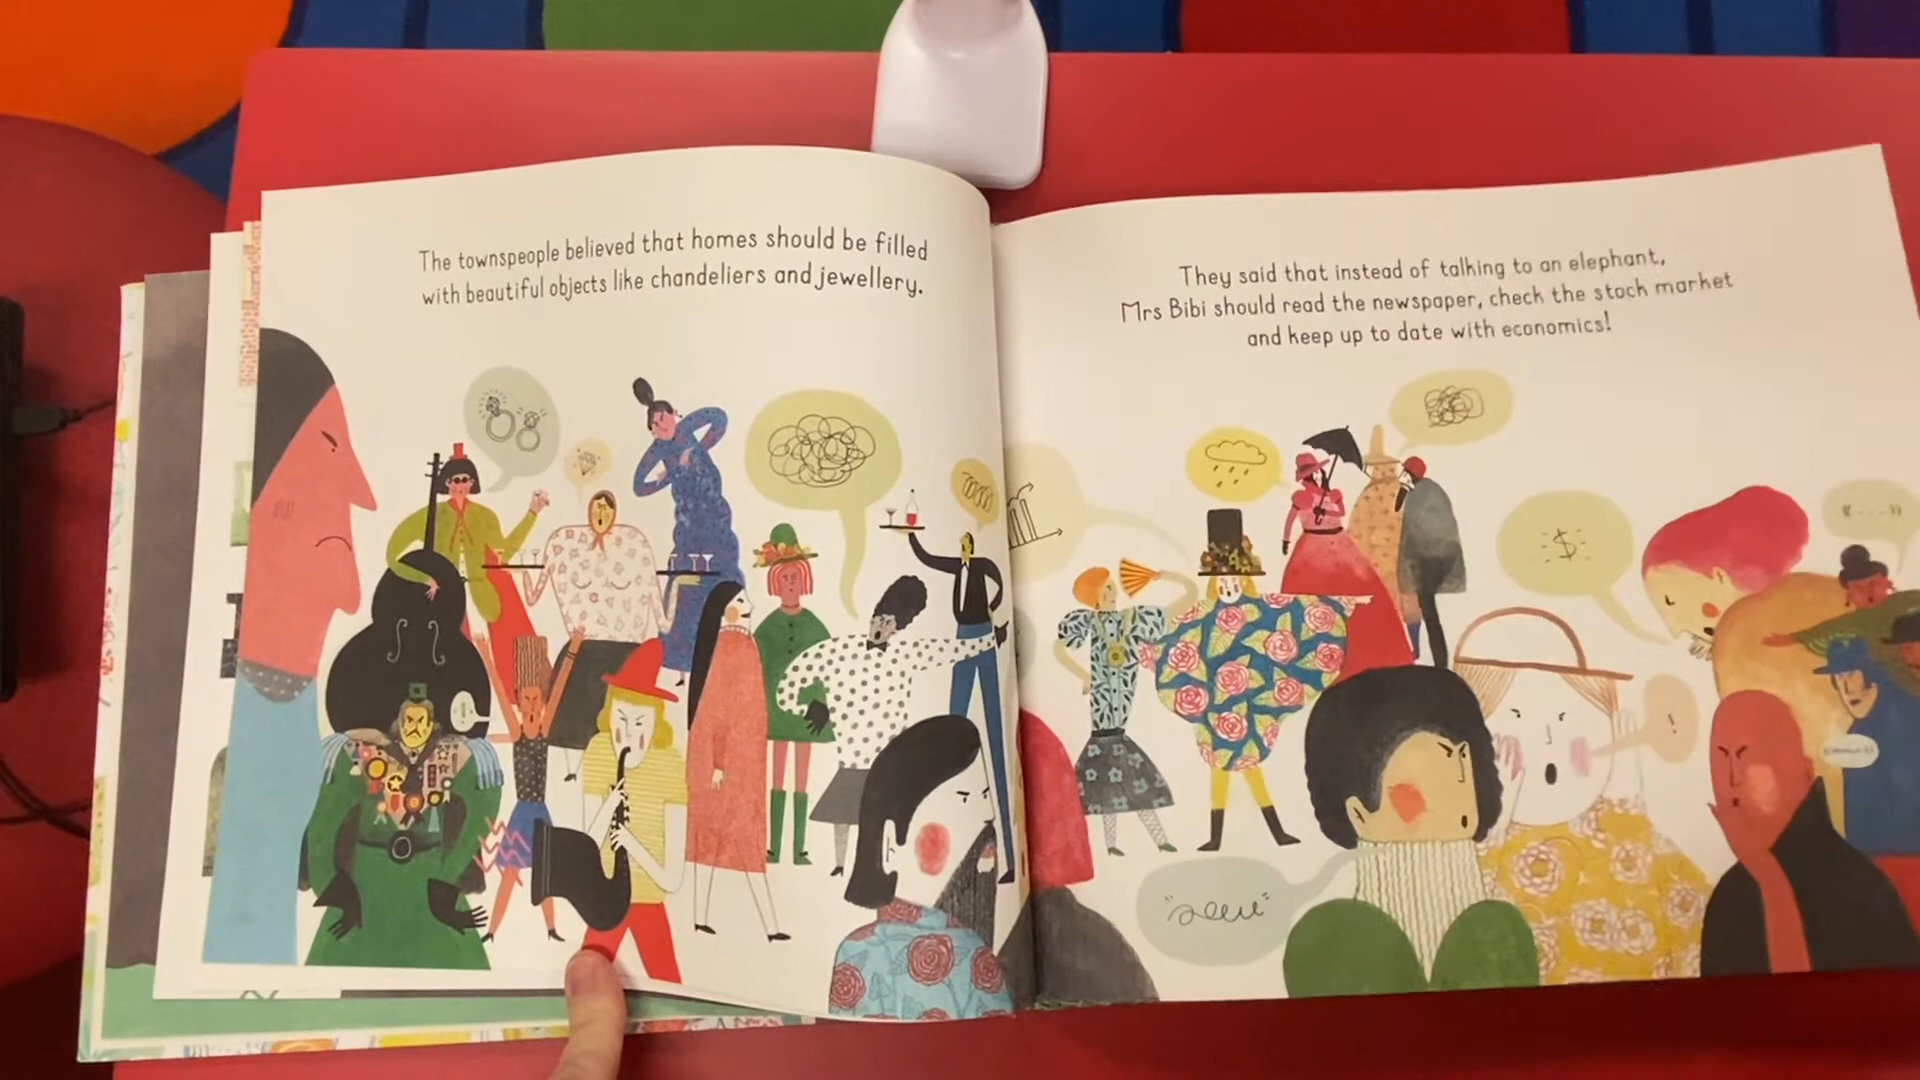 The townspeople believed that homes should be filled
with beautiful objects like chandeliers and jewellery.
They said that instead of talking to an elephant,
Mrs Bibi should read the newspaper, check the stock market
and keep up to date with economics!
$
!